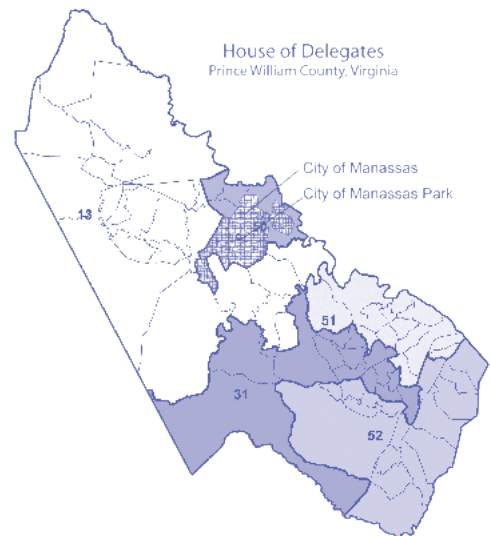 House of Delegates
Prince William County, Virginia
City of Manassas
City of Manassas Park
13
50
51
31
52